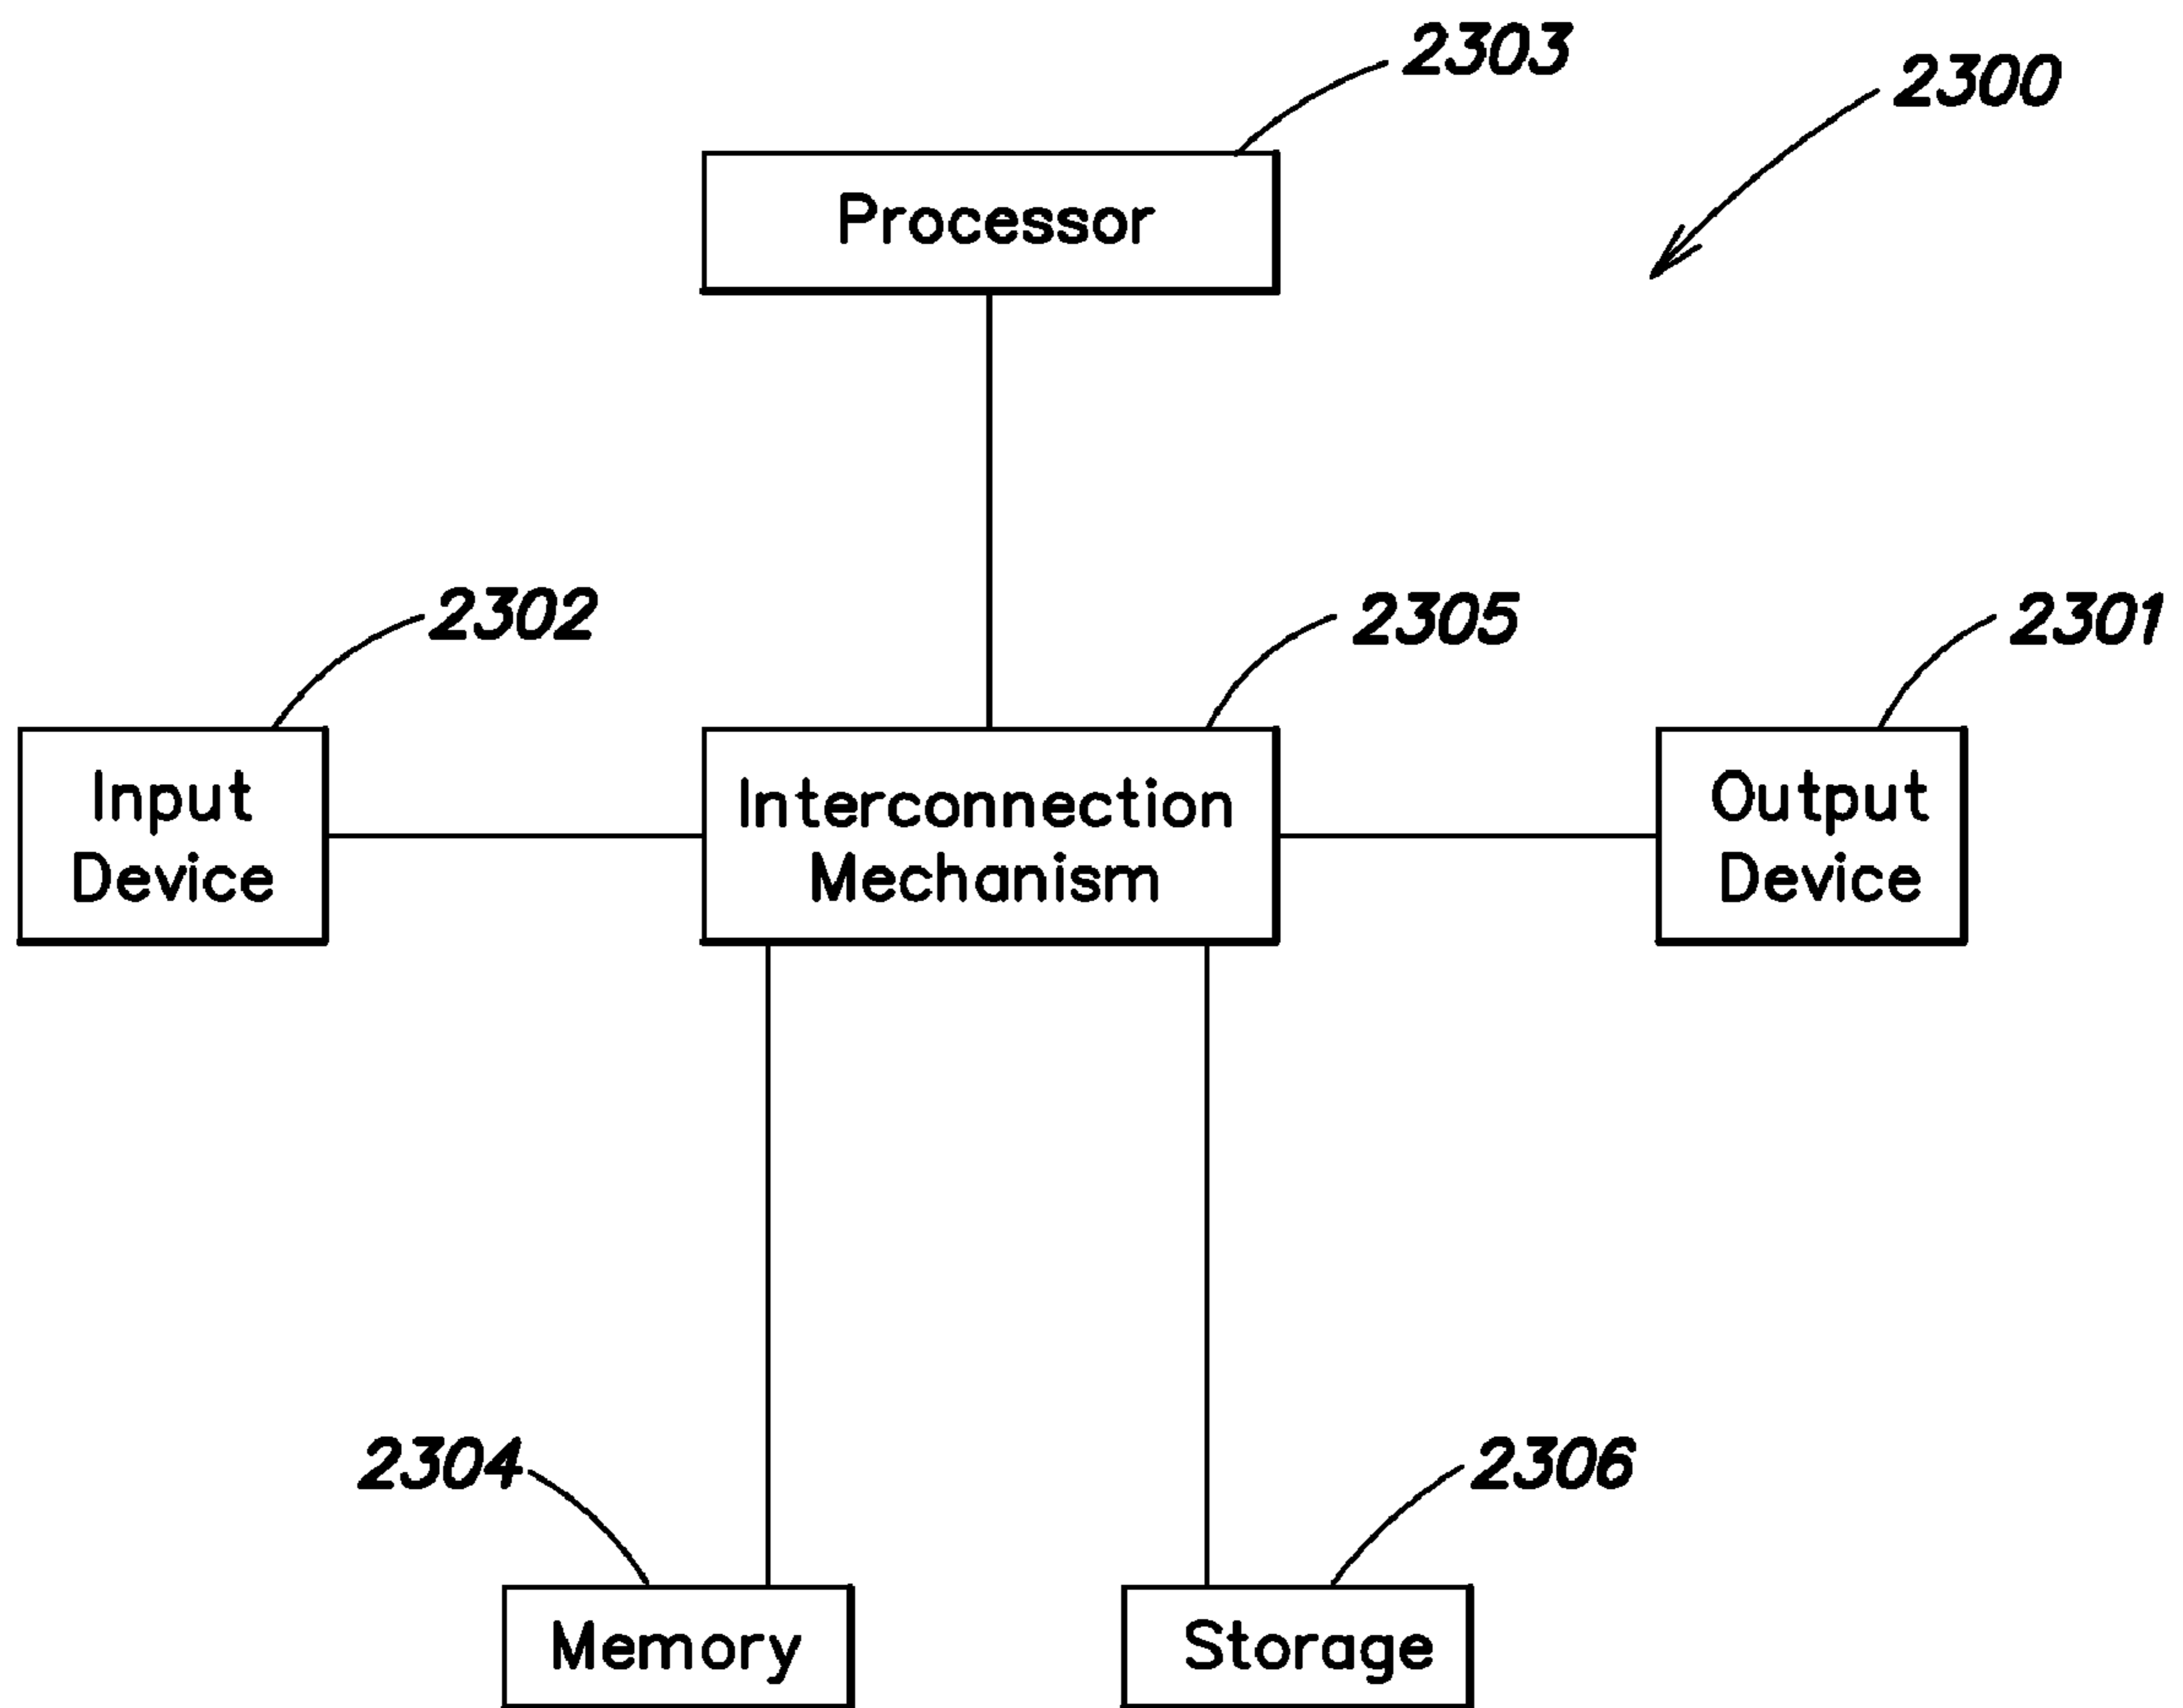 2303
2300
Processor
2302
2305
2301
Input
Device
Interconnection
Mechanism
Output
Device
2304
2306
Memory
Storage